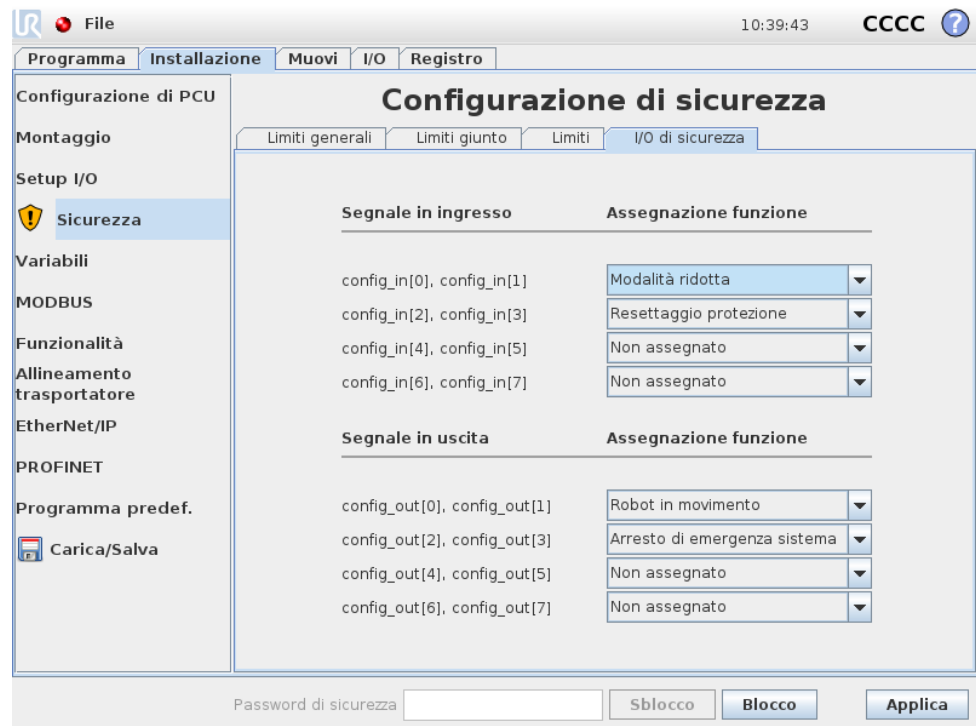 UR File 10:39:43 CCCC ?
Programma Installazione Muovi I/O Registro
Configurazione di PCU
Montaggio
Setup I/O
Sicurezza
Variabili
MODBUS
Funzionalità
Allineamento
trasportatore
EtherNet/IP
PROFINET
Programma predef.
Carica/Salva
Configurazione di sicurezza
Limiti generali Limiti giunto Limiti I/O di sicurezza
Segnale in ingresso Assegnazione funzione
config_in[0], config_in[1] Modalità ridotta
config_in[2], config_in[3] Resettaggio protezione
config_in[4], config_in[5] Non assegnato
config_in[6], config_in[7] Non assegnato
Segnale in uscita Assegnazione funzione
config_out[0], config_out[1] Robot in movimento
config_out[2], config_out[3] Arresto di emergenza sistema
config_out[4], config_out[5] Non assegnato
config_out[6], config_out[7] Non assegnato
Password di sicurezza Sblocco Blocco Applica